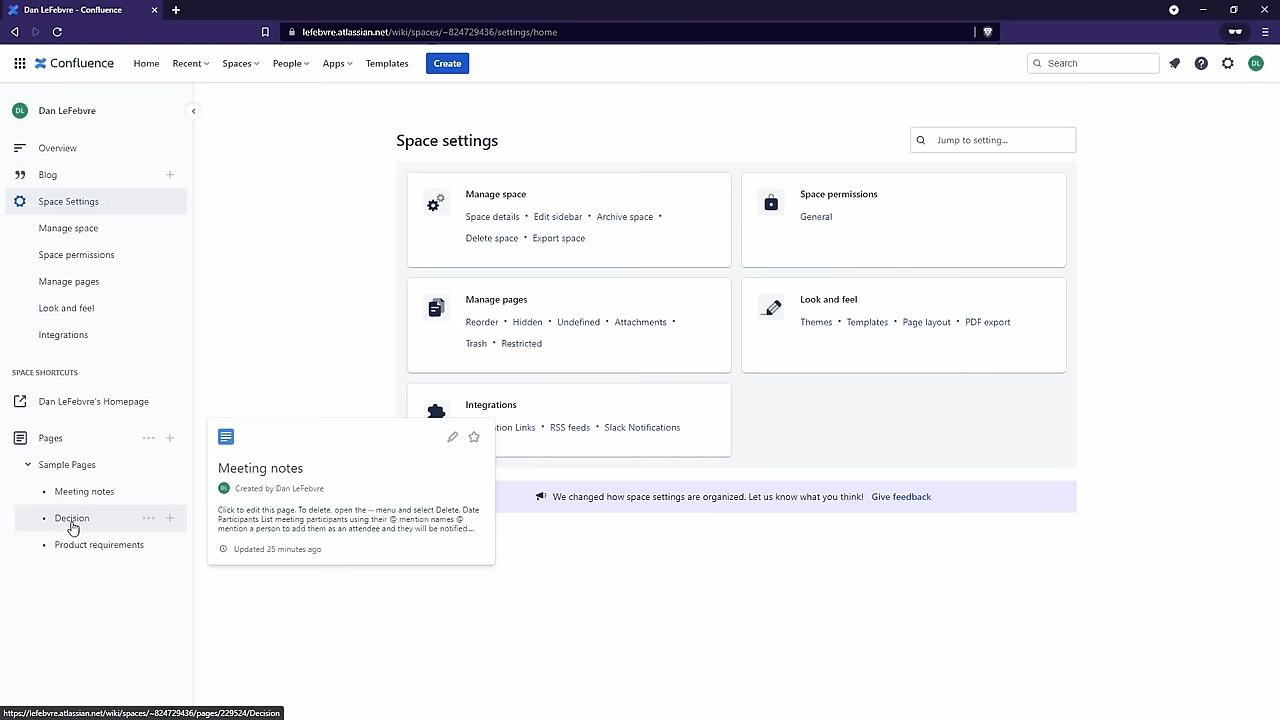 Dan LeFebvre - Confluence
lefebvre.atlassian.net/wiki/spaces/~824729436/settings/home
Confluence
Home
Recent
Spaces
People
Apps
Templates
Create
Search
DL
DL
Dan LeFebvre
Overview
Blog
Space Settings
Manage space
Space permissions
Manage pages
Look and feel
Integrations
SPACE SHORTCUTS
Dan LeFebvre's Homepage
Pages
Sample Pages
• Meeting notes
• Decision
• Product requirements
Space settings
Jump to setting...
Manage space
Space details • Edit sidebar • Archive space •
Delete space • Export space
Space permissions
General
Manage pages
Reorder • Hidden • Undefined • Attachments •
Trash • Restricted
Look and feel
Themes • Templates • Page layout • PDF export
Integrations
Links • RSS feeds • Slack Notifications
We changed how space settings are organized. Let us know what you think! Give feedback
Meeting notes
DL Created by Dan LeFebvre
Click to edit this page. To delete, open the ··· menu and select Delete. Date
Participants List meeting participants using their @ mention names @
mention a person to add them as an attendee and they will be notified....
Updated 25 minutes ago
https://lefebvre.atlassian.net/wiki/spaces/~824729436/pages/229524/Decision